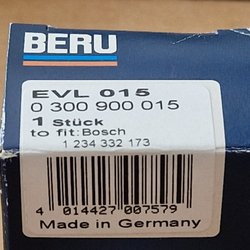 BERU
EVL 015
0 300 900 015
1 Stück
to fit:Bosch
1 234 332 173
4 014427 007579
Made in Germany